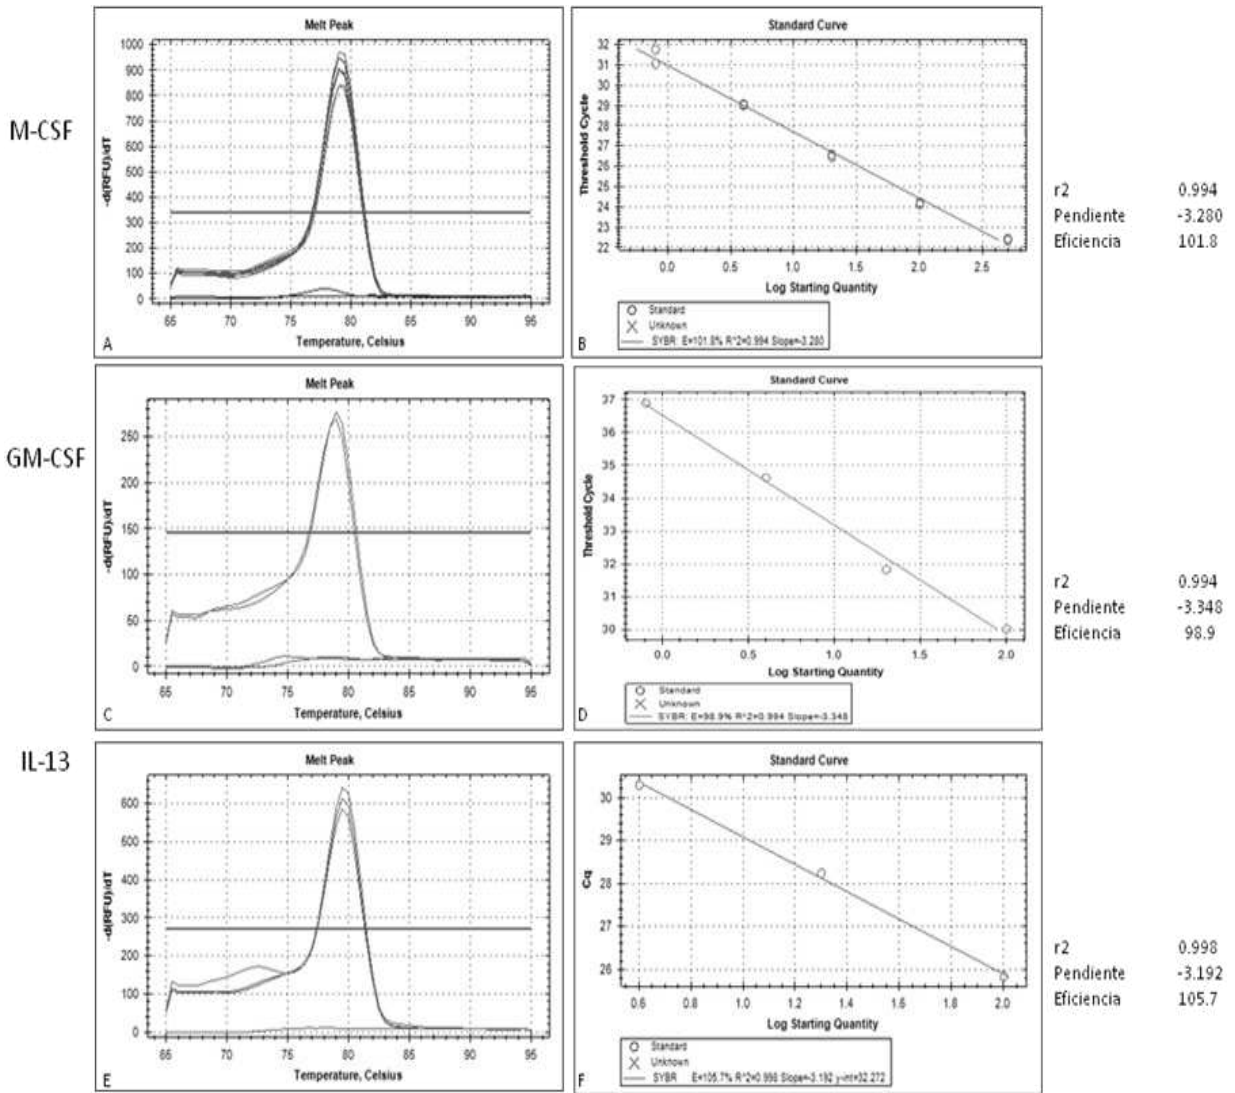 M-CSF
Melt Peak
-d(RFU)/dT
1000
900
800
700
600
500
400
300
200
100
0
65 70 75 80 85 90 95
Temperature, Celsius
A
Standard Curve
Threshold Cycle
32
31
30
29
28
27
26
25
24
23
22
0.0 0.5 1.0 1.5 2.0 2.5
Log Starting Quantity
Standard
Unknown
SYBR: E=101.8% R^2=0.994 Slope=-3.280
B
r2 0.994
Pendiente -3.280
Eficiencia 101.8
GM-CSF
Melt Peak
-d(RFU)/dT
250
200
150
100
50
0
65 70 75 80 85 90 95
Temperature, Celsius
C
Standard Curve
Threshold Cycle
37
36
35
34
33
32
31
30
0.0 0.5 1.0 1.5 2.0
Log Starting Quantity
Standard
Unknown
SYBR: E=98.9% R^2=0.994 Slope=-3.348
D
r2 0.994
Pendiente -3.348
Eficiencia 98.9
IL-13
Melt Peak
-d(RFU)/dT
600
500
400
300
200
100
0
65 70 75 80 85 90 95
Temperature, Celsius
E
Standard Curve
Cq
30
29
28
27
26
0.6 0.8 1.0 1.2 1.4 1.6 1.8 2.0
Log Starting Quantity
Standard
Unknown
SYBR E=105.7% R^2=0.998 Slope=-3.192 y-int=32.272
F
r2 0.998
Pendiente -3.192
Eficiencia 105.7